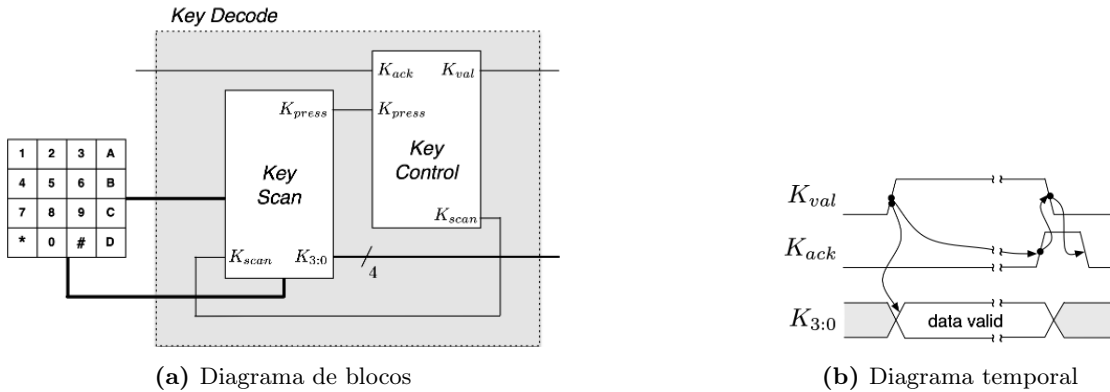 Key Decode
K_ack K_val
K_press K_press
Key
Control
Key
Scan
K_scan
K_scan K_3:0
4
1 2 3 A
4 5 6 B
7 8 9 C
* 0 # D
(a) Diagrama de blocos
K_val
K_ack
K_3:0 data valid
(b) Diagrama temporal